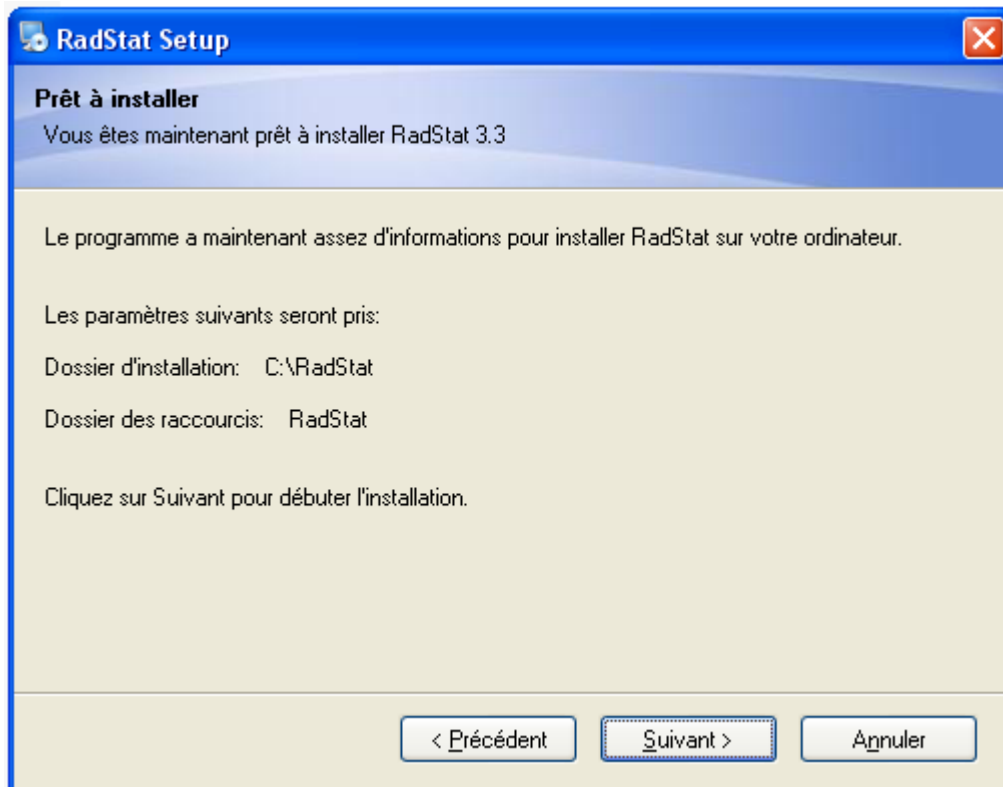 RadStat Setup
Prêt à installer
Vous êtes maintenant prêt à installer RadStat 3.3
Le programme a maintenant assez d'informations pour installer RadStat sur votre ordinateur.
Les paramètres suivants seront pris:
Dossier d'installation: C:\RadStat
Dossier des raccourcis: RadStat
Cliquez sur Suivant pour débuter l'installation.
< Précédent Suivant > Annuler